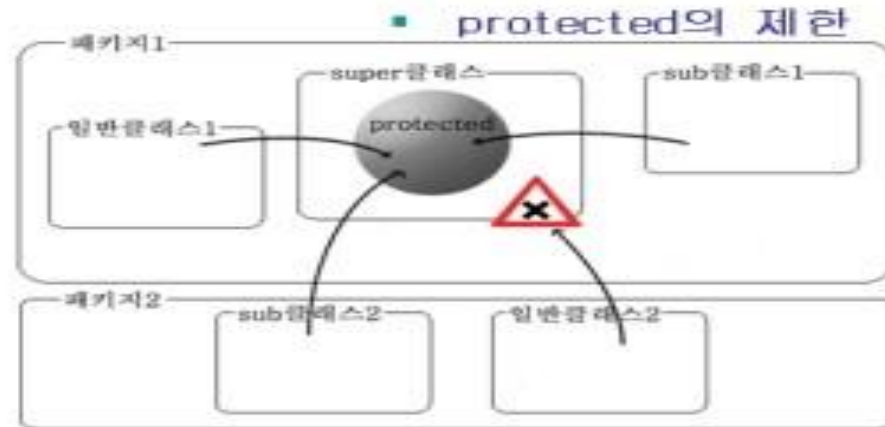 ▪ protected의 제한
패키지1
super클래스
sub클래스1
일반클래스1
protected
패키지2
sub클래스2
일반클래스2